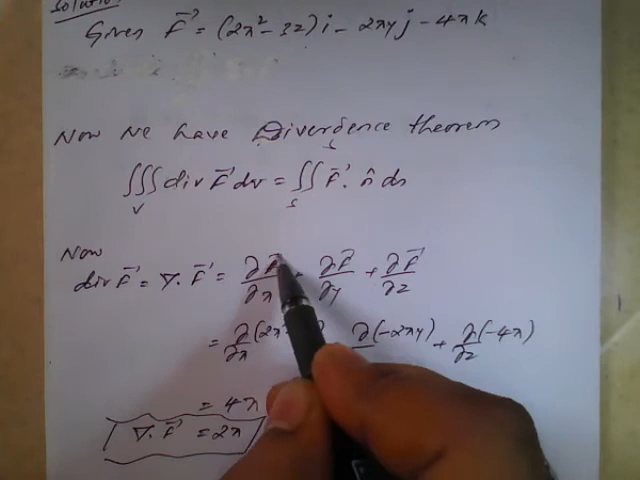 Solution
Given F⃗ = (2x² - 3z) i - 2xy j - 4x k
Now we have Divergence theorem
∭ div F⃗ dv = ∬ F⃗ . n̂ ds
V S
Now
div F⃗ = ∇ . F⃗ = ∂F⃗/∂x + ∂F⃗/∂y + ∂F⃗/∂z
= ∂/∂x (2x² ∂/ (-2xy) + ∂/∂z (-4x)
= 4x
∇ . F⃗ = 2x